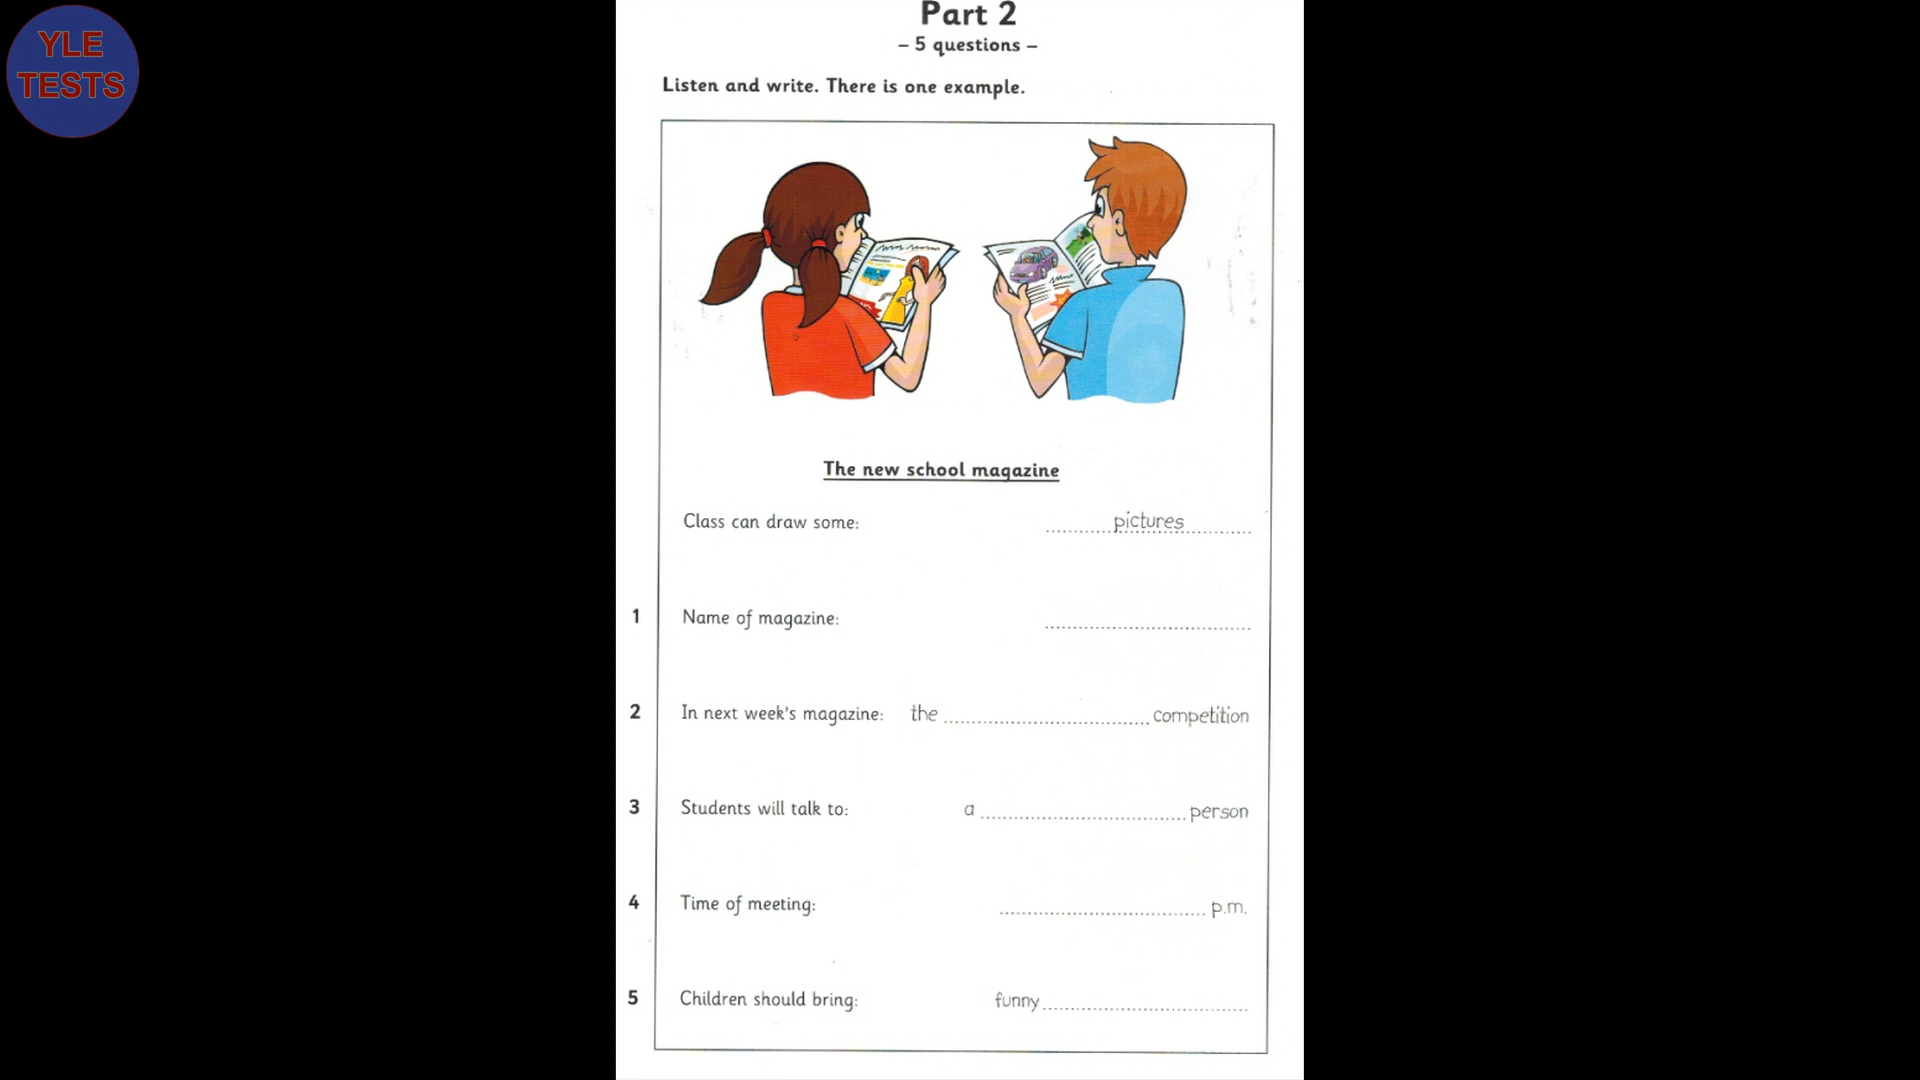 YLE
TESTS
Part 2
– 5 questions –
Listen and write. There is one example.
The new school magazine
Class can draw some: pictures
1 Name of magazine:
2 In next week's magazine: the competition
3 Students will talk to: a person
4 Time of meeting: p.m.
5 Children should bring: funny